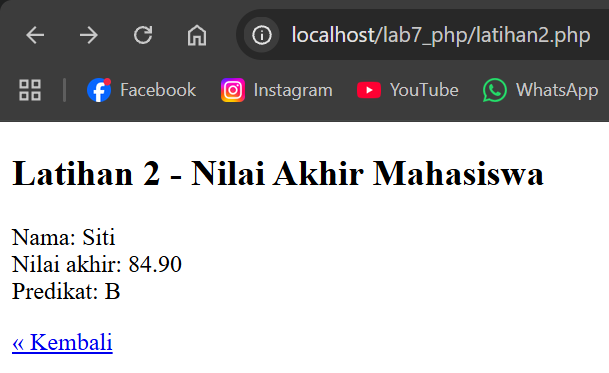 localhost/lab7_php/latihan2.php
Facebook Instagram YouTube WhatsApp
Latihan 2 - Nilai Akhir Mahasiswa
Nama: Siti
Nilai akhir: 84.90
Predikat: B
« Kembali